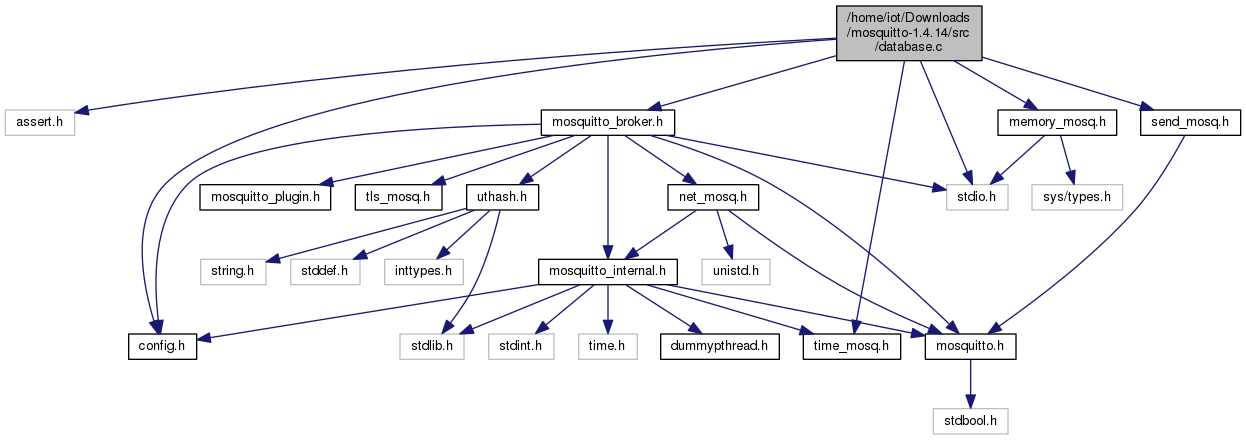 /home/iot/Downloads
/mosquitto-1.4.14/src
/database.c
assert.h
mosquitto_broker.h
memory_mosq.h
send_mosq.h
mosquitto_plugin.h
tls_mosq.h
uthash.h
net_mosq.h
stdio.h
sys/types.h
string.h
stddef.h
inttypes.h
mosquitto_internal.h
unistd.h
config.h
stdlib.h
stdint.h
time.h
dummypthread.h
time_mosq.h
mosquitto.h
stdbool.h